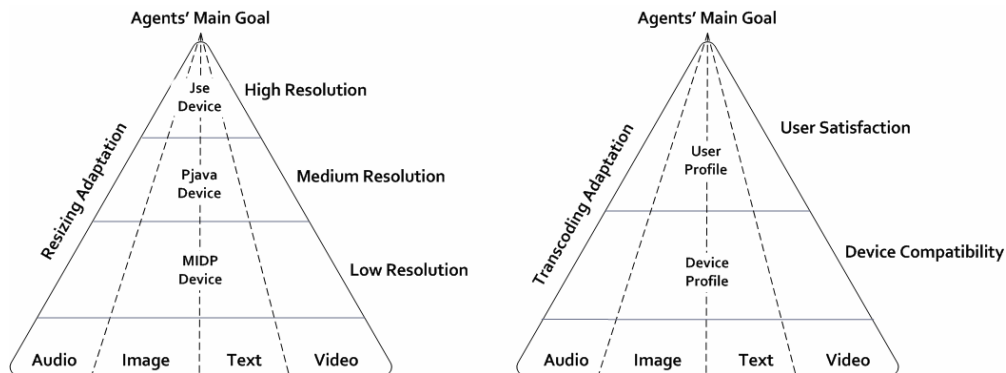 Agents' Main Goal
Jse
Device
High Resolution
Resizing Adaptation
Pjava
Device
Medium Resolution
MIDP
Device
Low Resolution
Audio Image Text Video
Agents' Main Goal
User Satisfaction
Transcoding Adaptation
User
Profile
Device Compatibility
Device
Profile
Audio Image Text Video